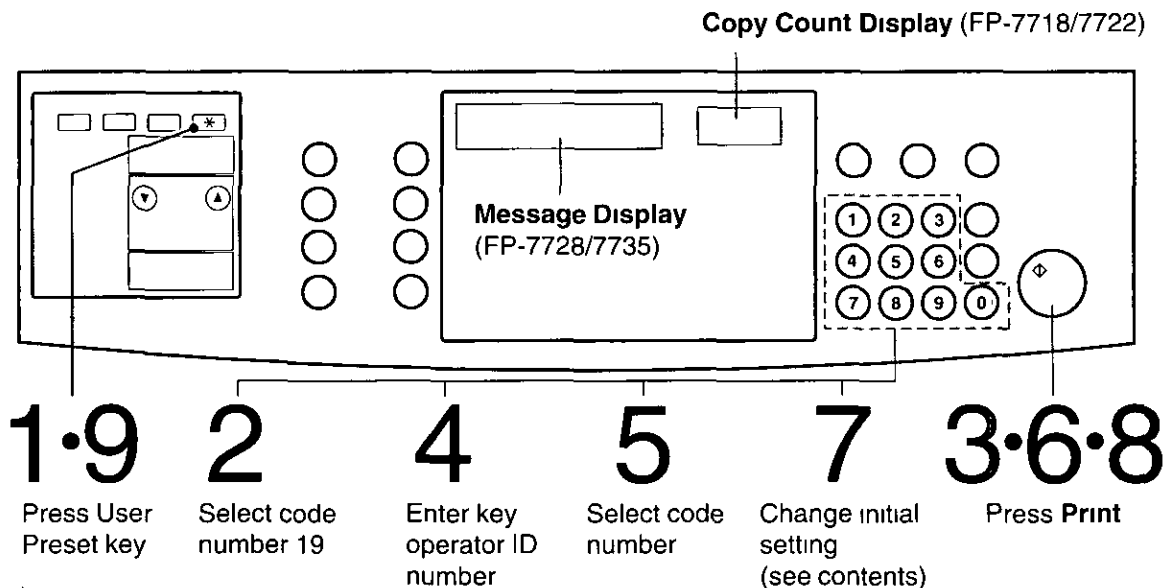 Copy Count Display (FP-7718/7722)
*
▼ ▲
Message Display
(FP-7728/7735)
1 2 3
4 5 6
7 8 9 0
1•9
Press User
Preset key
2
Select code
number 19
4
Enter key
operator ID
number
5
Select code
number
7
Change initial
setting
(see contents)
3•6•8
Press Print